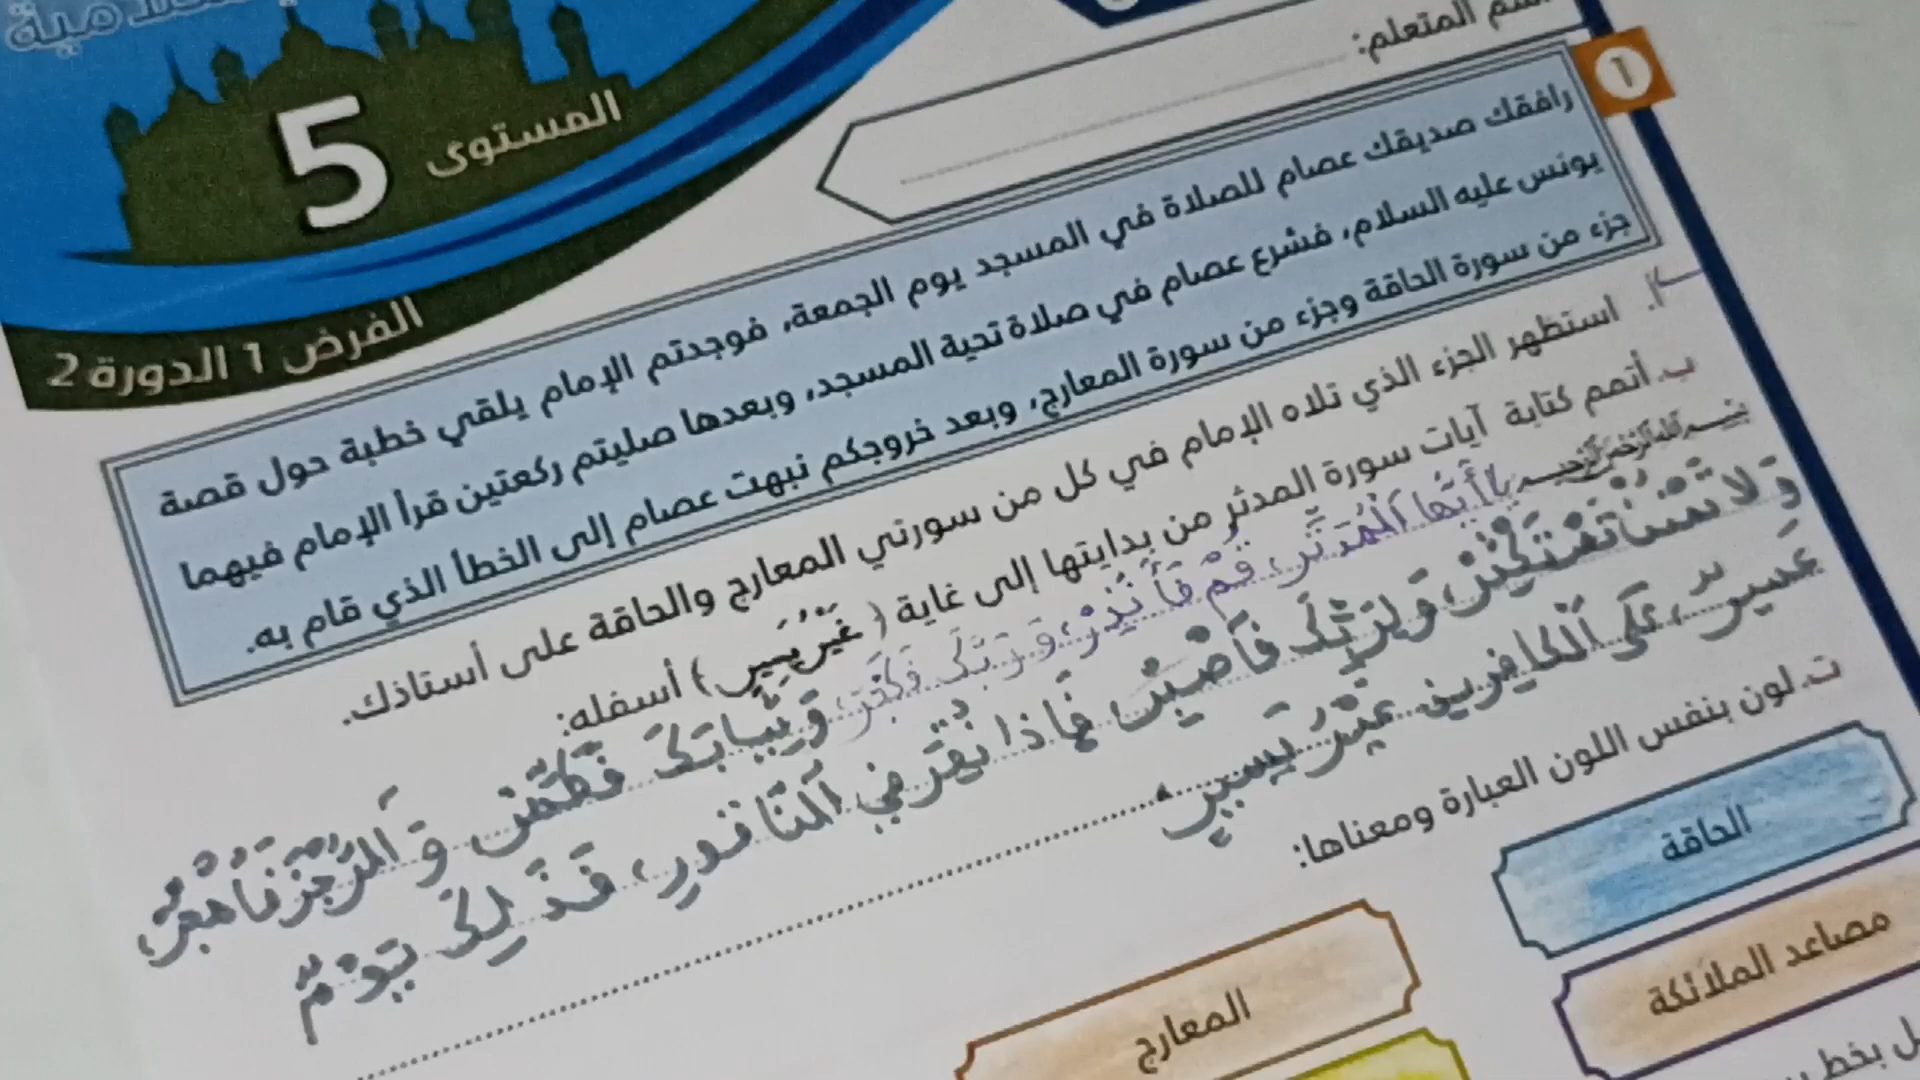 المستوى 5
الفرض 1 الدورة 2
اسم المتعلم:
1
رافقك صديقك عصام للصلاة في المسجد يوم الجمعة، فوجدتم الإمام يلقي خطبة حول قصة
يونس عليه السلام، فشرع عصام في صلاة تحية المسجد، وبعدها صليتم ركعتين قرأ الإمام فيهما
جزء من سورة الحاقة وجزء من سورة المعارج، وبعد خروجكم نبهت عصام إلى الخطأ الذي قام به.
أ. استظهر الجزء الذي تلاه الإمام في كل من سورتي المعارج والحاقة على أستاذك.
ب. أتمم كتابة آيات سورة المدثر من بدايتها إلى غاية (غَيْرُ يَسِيرٍ) أسفله:
يا أيها المدثر، قم فأنذر، وربك فكبر، وثيابك فطهر والرجز فاهجر،
ولا تمنن تستكثر، ولربك فاصبر، فإذا نقر في الناقور، فذلك يومئذ يوم
عسير، على الكافرين غير يسير
ت. لون بنفس اللون العبارة ومعناها:
الحاقة
المعارج
مصاعد الملائكة